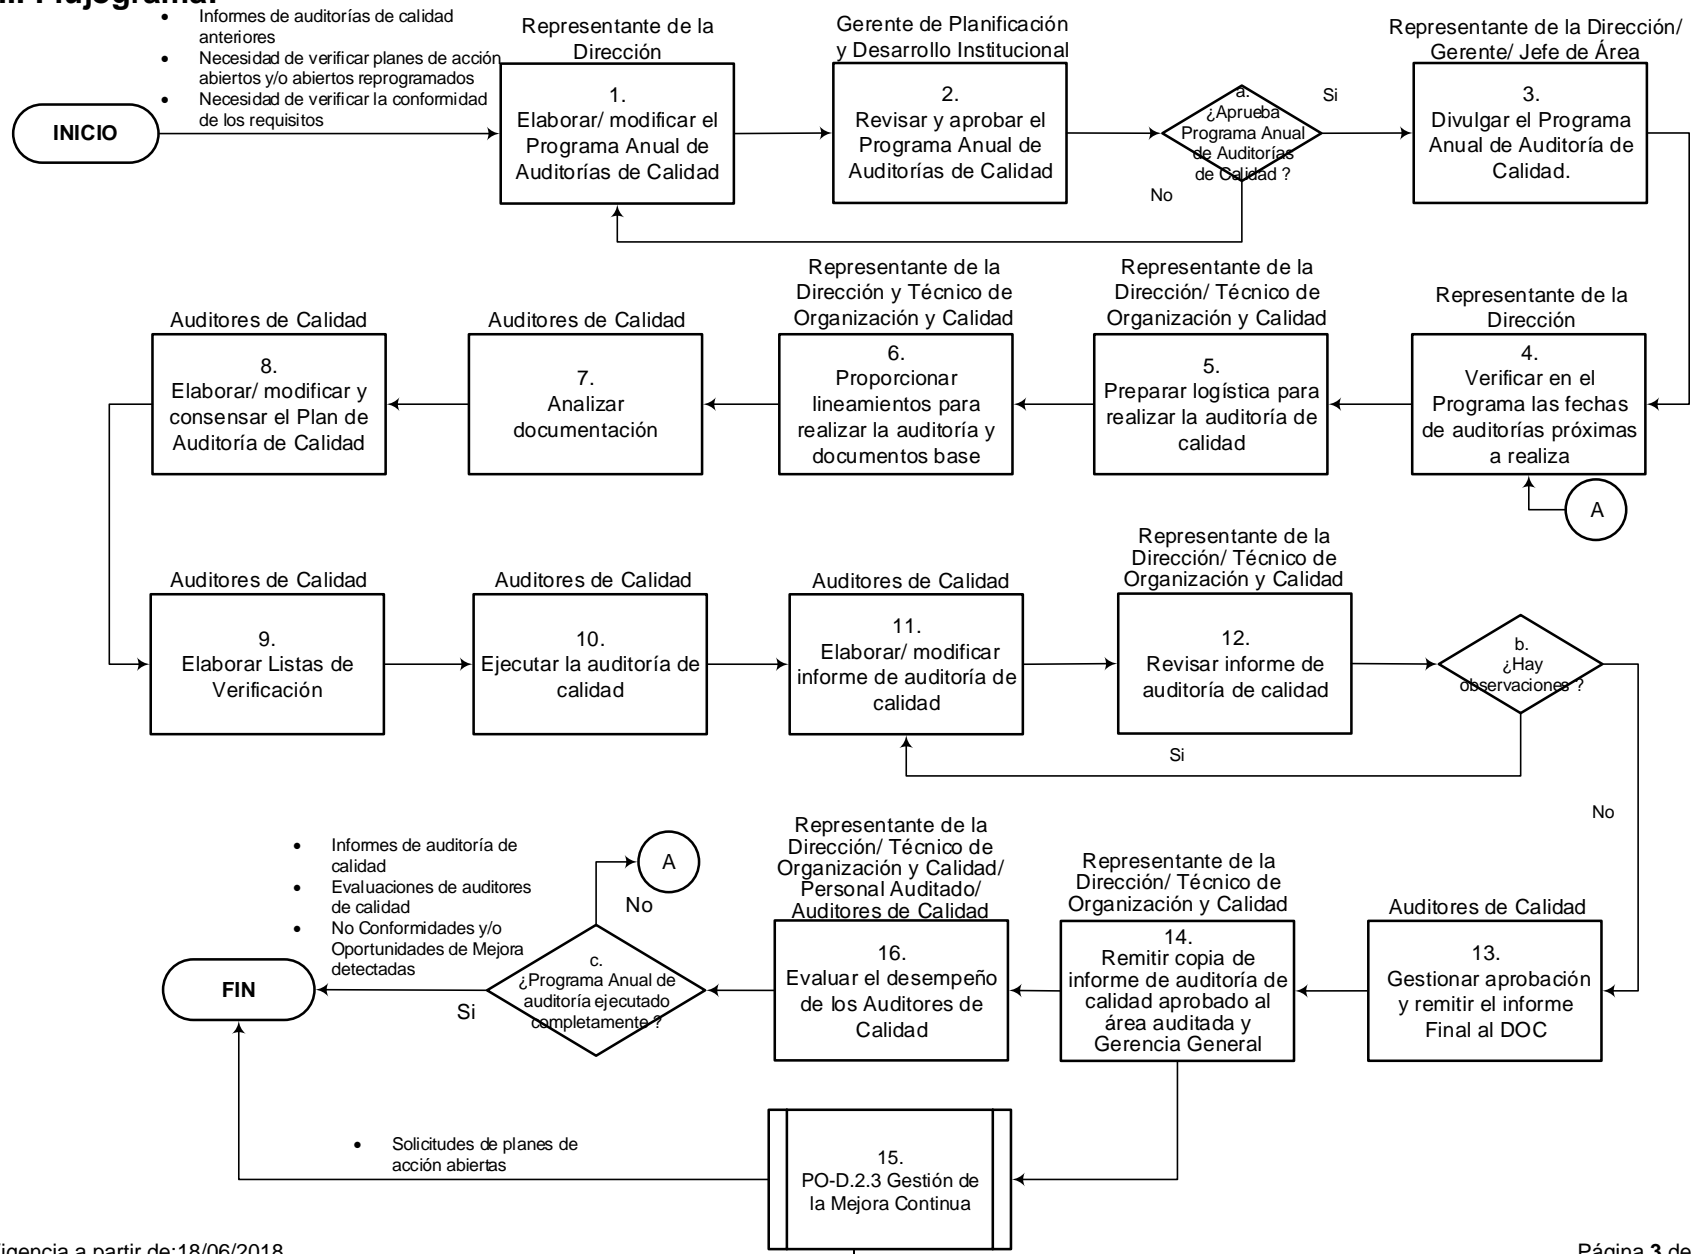 Flujograma:
Informes de auditorías de calidad
anteriores
Necesidad de verificar planes de acción
abiertos y/o abiertos reprogramados
Necesidad de verificar la conformidad
de los requisitos
INICIO
Representante de la
Dirección
1.
Elaborar/ modificar el
Programa Anual de
Auditorías de Calidad
Gerente de Planificación
y Desarrollo Institucional
2.
Revisar y aprobar el
Programa Anual de
Auditorías de Calidad
a.
¿Aprueba
Programa Anual
de Auditorías
de Calidad ?
Si
No
Representante de la Dirección/
Gerente/ Jefe de Área
3.
Divulgar el Programa
Anual de Auditoría de
Calidad.
Representante de la
Dirección
4.
Verificar en el
Programa las fechas
de auditorías próximas
a realiza
A
Representante de la
Dirección/ Técnico de
Organización y Calidad
5.
Preparar logística para
realizar la auditoría de
calidad
Representante de la
Dirección y Técnico de
Organización y Calidad
6.
Proporcionar
lineamientos para
realizar la auditoría y
documentos base
Auditores de Calidad
7.
Analizar
documentación
Auditores de Calidad
8.
Elaborar/ modificar y
consensar el Plan de
Auditoría de Calidad
Auditores de Calidad
9.
Elaborar Listas de
Verificación
Auditores de Calidad
10.
Ejecutar la auditoría de
calidad
Auditores de Calidad
11.
Elaborar/ modificar
informe de auditoría de
calidad
Representante de la
Dirección/ Técnico de
Organización y Calidad
12.
Revisar informe de
auditoría de calidad
b.
¿Hay
observaciones ?
Si
No
Auditores de Calidad
13.
Gestionar aprobación
y remitir el informe
Final al DOC
Representante de la
Dirección/ Técnico de
Organización y Calidad
14.
Remitir copia de
informe de auditoría de
calidad aprobado al
área auditada y
Gerencia General
Representante de la
Dirección/ Técnico de
Organización y Calidad/
Personal Auditado/
Auditores de Calidad
16.
Evaluar el desempeño
de los Auditores de
Calidad
c.
¿Programa Anual de
auditoría ejecutado
completamente ?
A
No
Si
Informes de auditoría de
calidad
Evaluaciones de auditores
de calidad
No Conformidades y/o
Oportunidades de Mejora
detectadas
FIN
15.
PO-D.2.3 Gestión de
la Mejora Continua
Solicitudes de planes de
acción abiertas
igencia a partir de:18/06/2018
Página 3 de